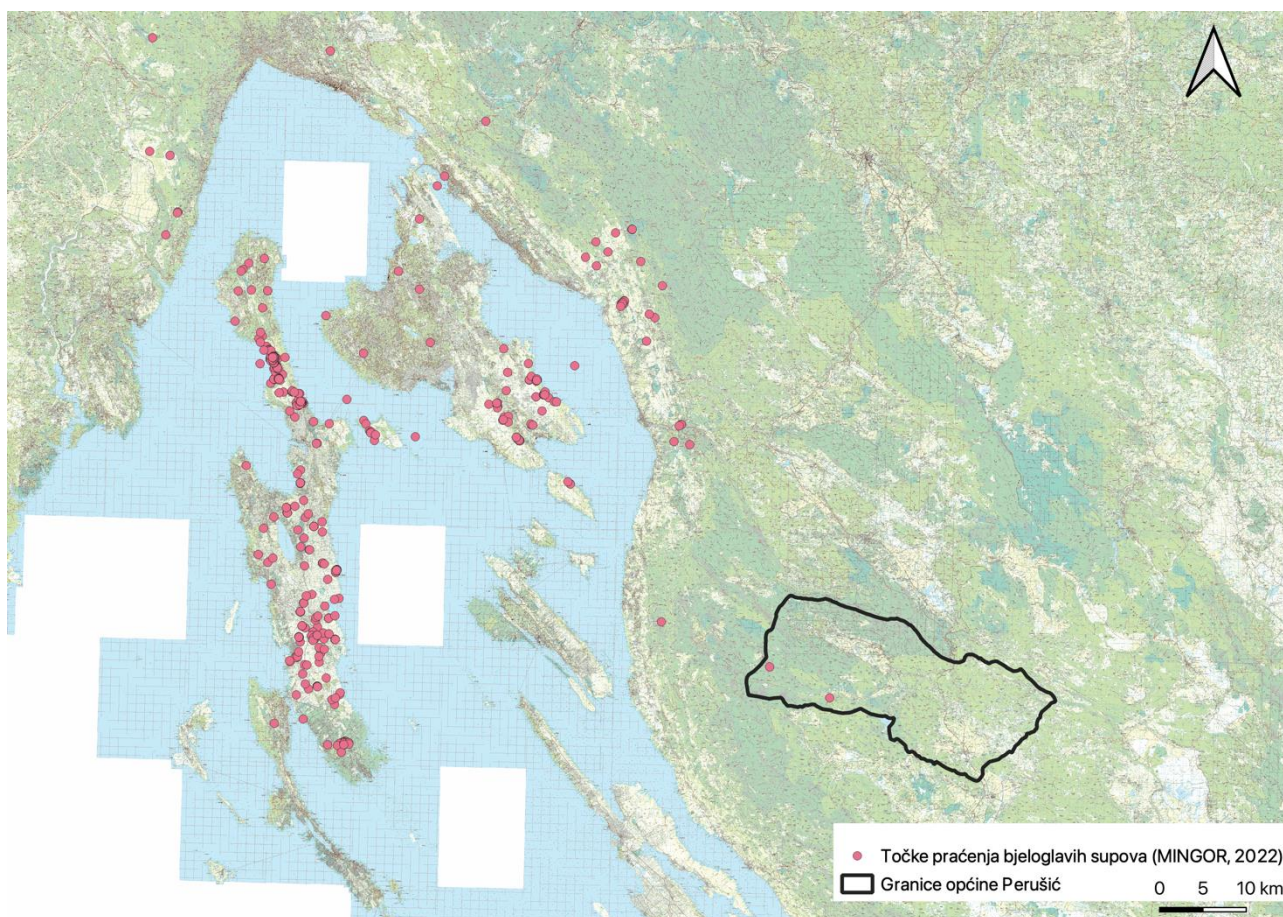 Točke praćenja bjeloglavih supova (MINGOR, 2022)
Granice općine Perušić
0 5 10 km